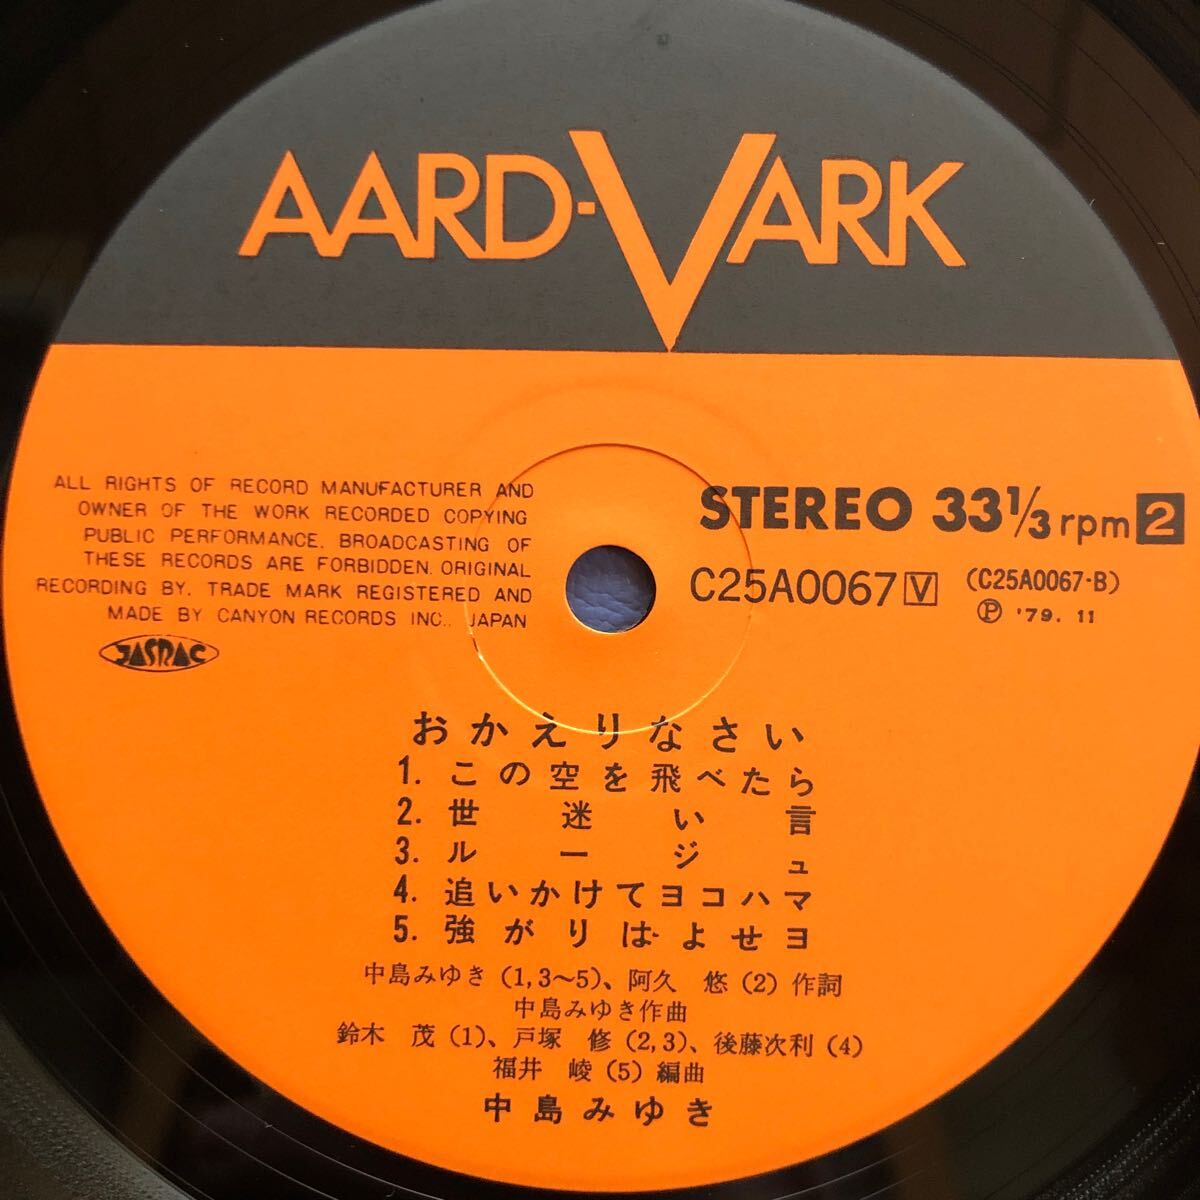 AARD-VARK
ALL RIGHTS OF RECORD MANUFACTURER AND
OWNER OF THE WORK RECORDED COPYING
PUBLIC PERFORMANCE. BROADCASTING OF
THESE RECORDS ARE FORBIDDEN. ORIGINAL
RECORDING BY. TRADE MARK REGISTERED AND
MADE BY CANYON RECORDS INC.. JAPAN
JASRAC
STEREO 33 1/3 rpm 2
C25A0067 V (C25A0067-B)
℗ '79. 11
おかえりなさい
1. この空を飛べたら
2. 世迷い言
3. ルージュ
4. 追いかけてヨコハマ
5. 強がりはよせヨ
中島みゆき (1,3〜5)、阿久 悠 (2) 作詞
中島みゆき作曲
鈴木 茂 (1)、戸塚 修 (2,3)、後藤次利 (4)
福井 崚 (5) 編曲
中島みゆき